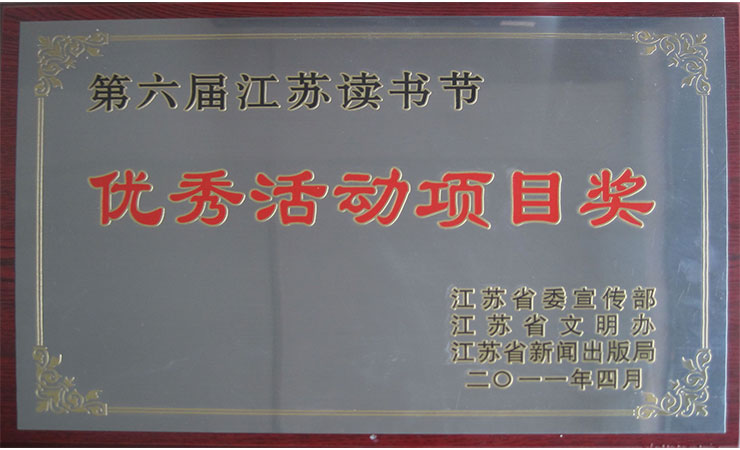 第六届江苏读书节
优秀活动项目奖
江苏省委宣传部
江苏省文明办
江苏省新闻出版局
二〇一一年四月